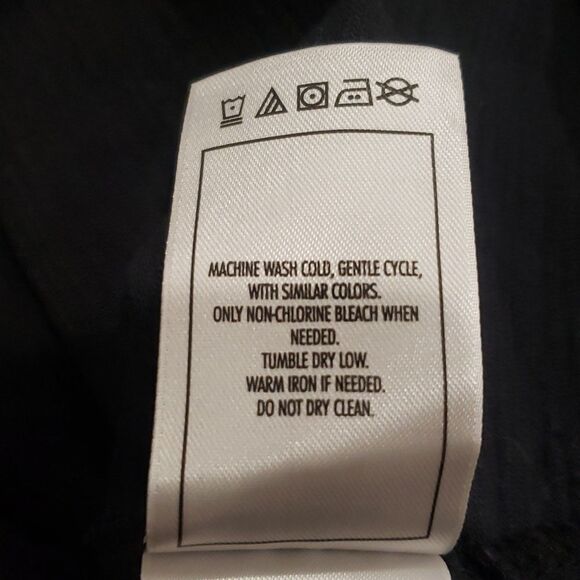 MACHINE WASH COLD, GENTLE CYCLE,
WITH SIMILAR COLORS.
ONLY NON-CHLORINE BLEACH WHEN
NEEDED.
TUMBLE DRY LOW.
WARM IRON IF NEEDED.
DO NOT DRY CLEAN.